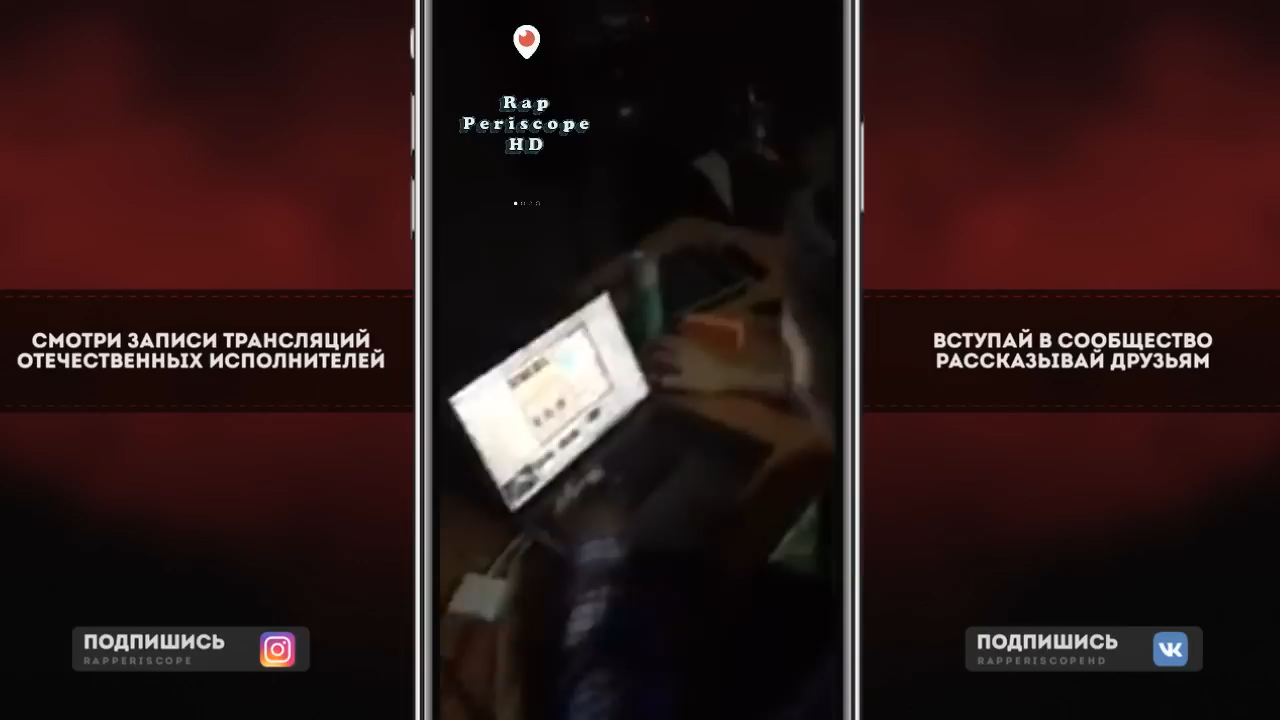 Rap
Periscope
HD
СМОТРИ ЗАПИСИ ТРАНСЛЯЦИЙ
ОТЕЧЕСТВЕННЫХ ИСПОЛНИТЕЛЕЙ
ВСТУПАЙ В СООБЩЕСТВО
РАССКАЗЫВАЙ ДРУЗЬЯМ
ПОДПИШИСЬ
RAPPERISCOPE
ПОДПИШИСЬ
RAPPERISCOPEHD